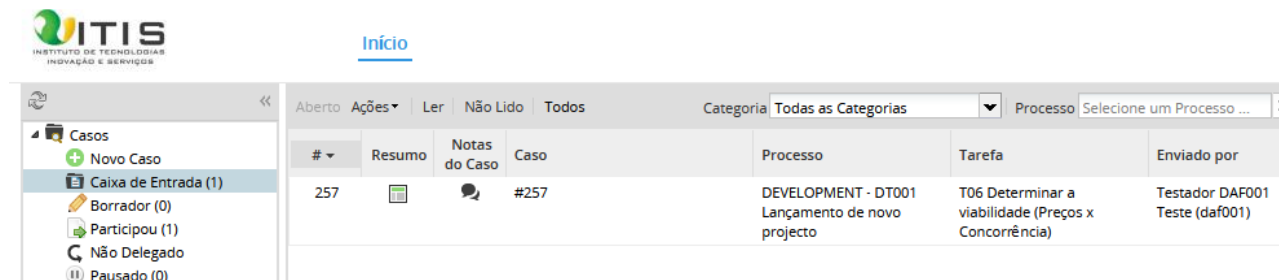 ITIS
INSTITUTO DE TECNOLOGIAS
INOVAÇÃO E SERVIÇOS
Início
Aberto Ações Ler Não Lido Todos Categoria Todas as Categorias Processo Selecione um Processo ...
Casos
Novo Caso
Caixa de Entrada (1)
Borrador (0)
Participou (1)
Não Delegado
Pausado (0)
# Resumo Notas do Caso Caso Processo Tarefa Enviado por
257 #257 DEVELOPMENT - DT001 T06 Determinar a Testador DAF001
Lançamento de novo viabilidade (Preços x Teste (daf001)
projecto Concorrência)